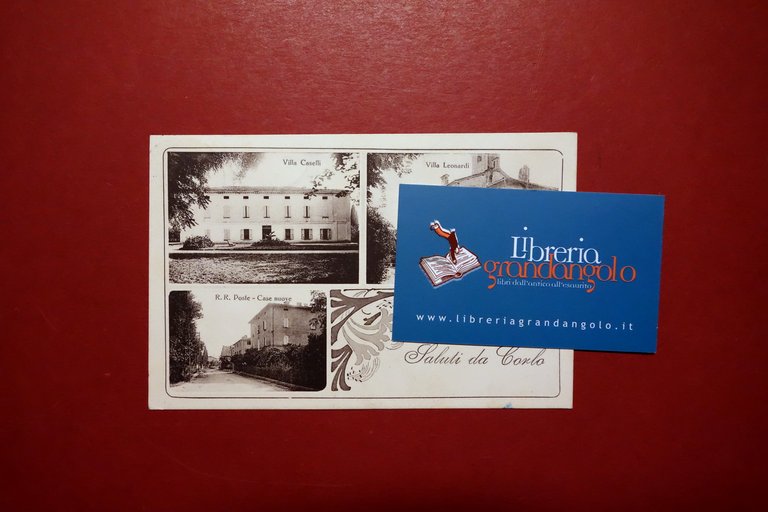 Villa Caselli
Villa Leonardi
R. R. Poste - Case nuove
Saluti da Corlo
Libreria
grandangolo
libri dall'antico all'esaurito
www.libreriagrandangolo.it